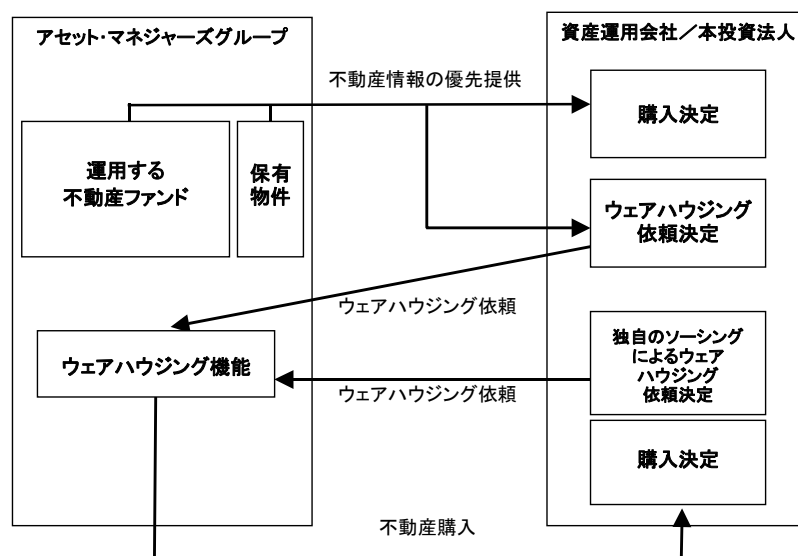 アセット・マネジャーズグループ
資産運用会社／本投資法人
不動産情報の優先提供
購入決定
運用する
不動産ファンド
保有
物件
ウェアハウジング
依頼決定
ウェアハウジング依頼
ウェアハウジング機能
独自のソーシング
によるウェア
ハウジング
依頼決定
ウェアハウジング依頼
購入決定
不動産購入